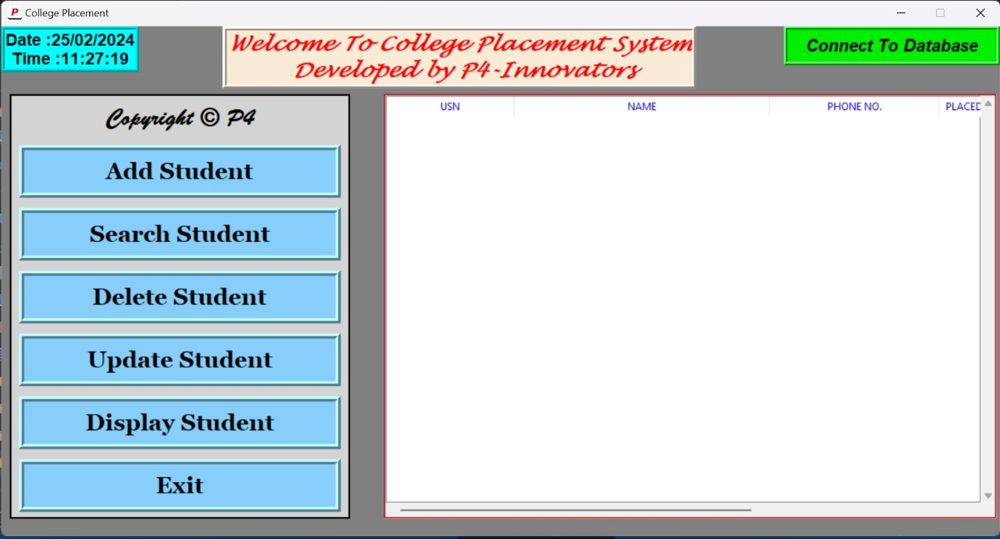 P College Placement
Date :25/02/2024
Time :11:27:19
Welcome To College Placement System
Developed by P4-Innovators
Connect To Database
Copyright © P4
Add Student
Search Student
Delete Student
Update Student
Display Student
Exit
USN NAME PHONE NO. PLACED